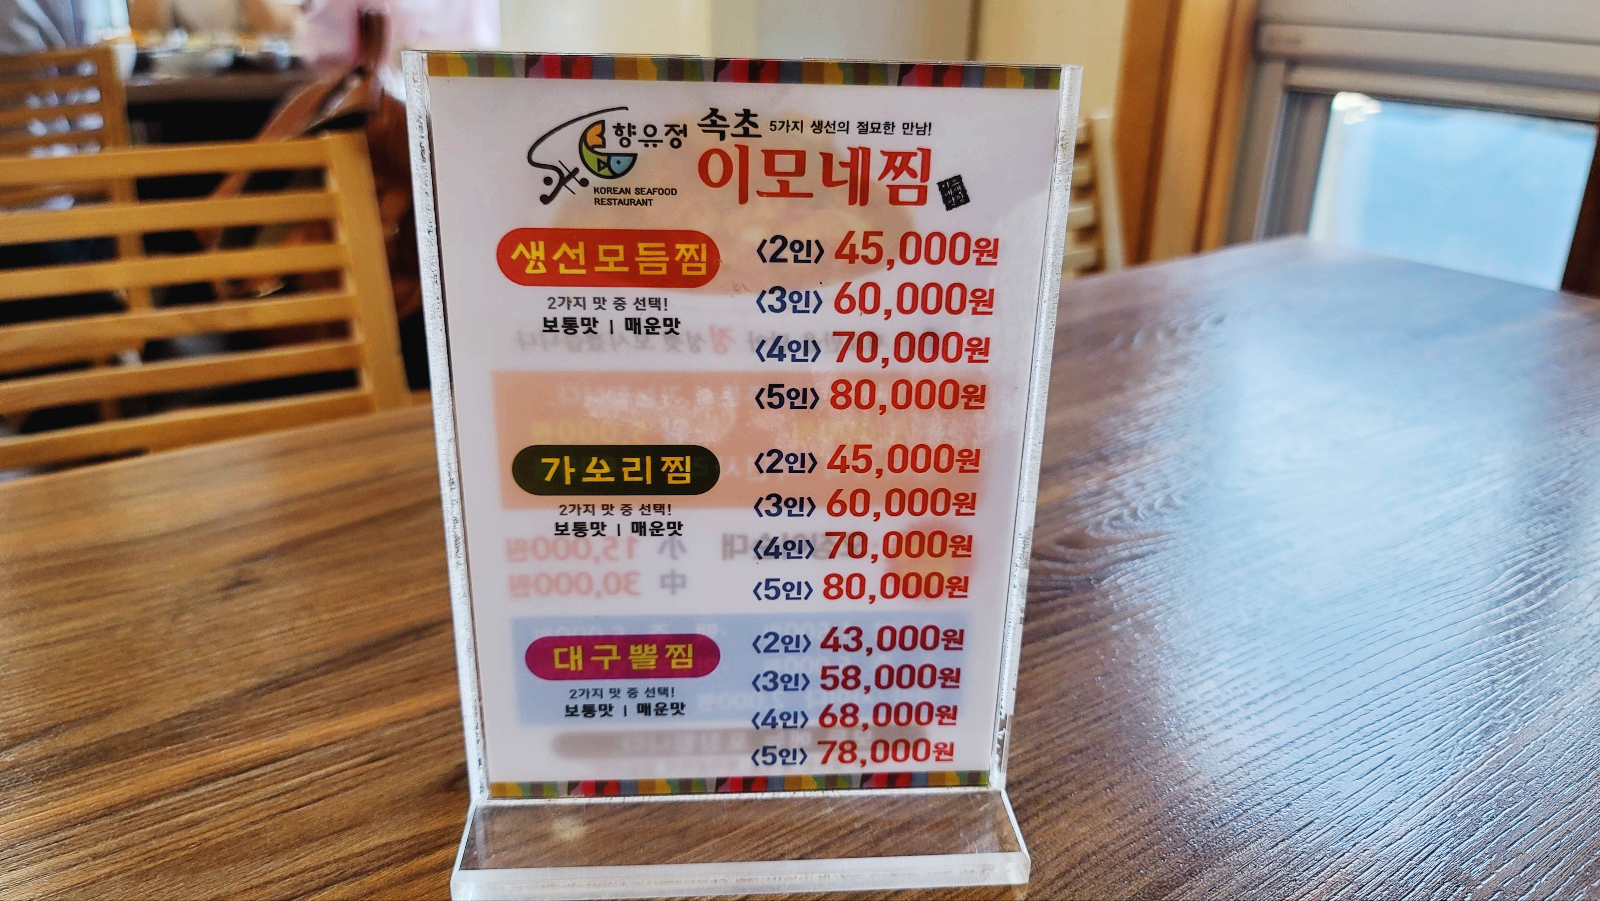 향유정
KOREAN SEAFOOD
RESTAURANT
속초 5가지 생선의 절묘한 만남!
이모네찜
생선모듬찜
2가지 맛 중 선택!
보통맛 | 매운맛
〈2인〉 45,000원
〈3인〉 60,000원
〈4인〉 70,000원
〈5인〉 80,000원
가오리찜
2가지 맛 중 선택!
보통맛 | 매운맛
〈2인〉 45,000원
〈3인〉 60,000원
〈4인〉 70,000원
〈5인〉 80,000원
대구뽈찜
2가지 맛 중 선택!
보통맛 | 매운맛
〈2인〉 43,000원
〈3인〉 58,000원
〈4인〉 68,000원
〈5인〉 78,000원